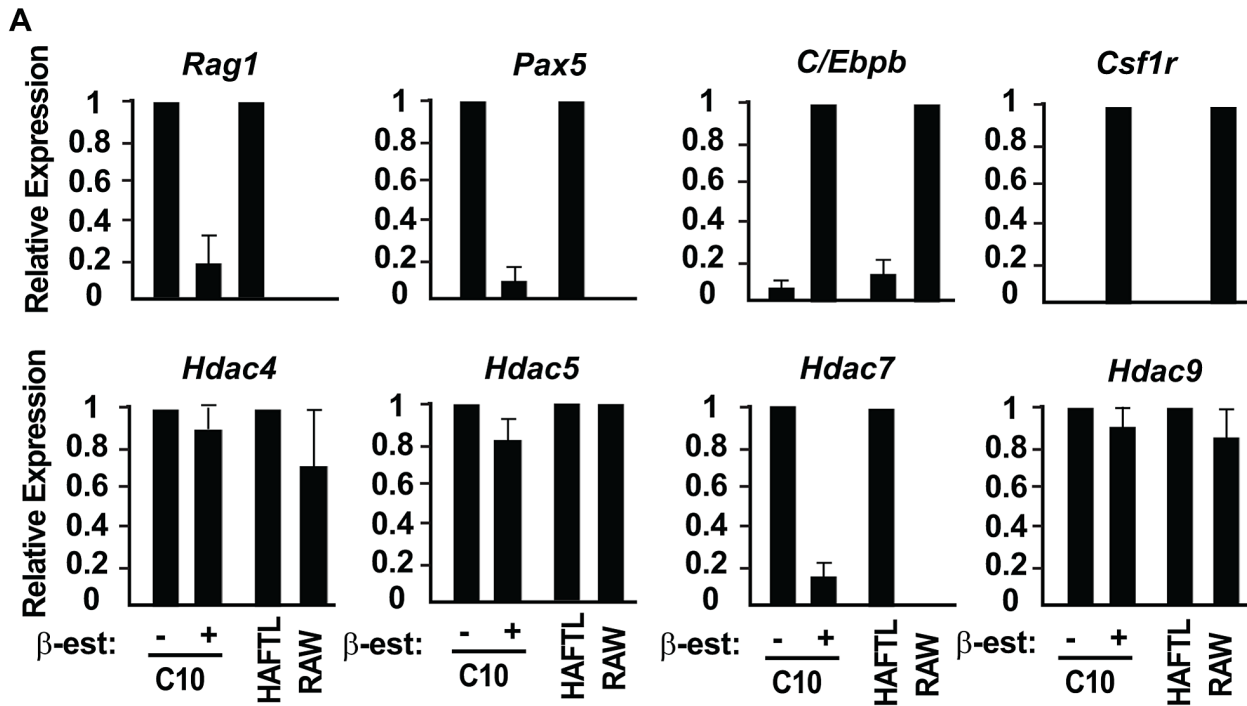 A
Rag1 Pax5 C/Ebpb Csf1r
Relative Expression
1 1 1 1
0.8 0.8 0.8 0.8
0.6 0.6 0.6 0.6
0.4 0.4 0.4 0.4
0.2 0.2 0.2 0.2
0 0 0 0
Hdac4 Hdac5 Hdac7 Hdac9
Relative Expression
1 1 1 1
0.8 0.8 0.8 0.8
0.6 0.6 0.6 0.6
0.4 0.4 0.4 0.4
0.2 0.2 0.2 0.2
0 0 0 0
β-est: - + HAFTL RAW β-est: - + HAFTL RAW β-est: - + HAFTL RAW β-est: - + HAFTL RAW
C10 C10 C10 C10